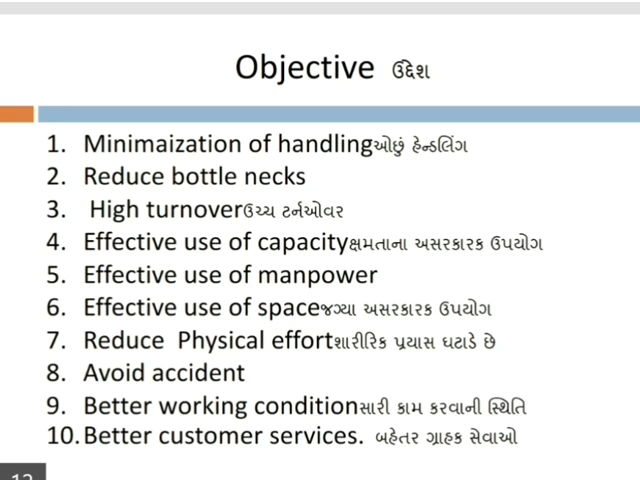 Objective ઉદ્દેશ
1. Minimaization of handlingઓછું હેન્ડલિંગ
2. Reduce bottle necks
3. High turnoverઉચ્ચ ટર્નઓવર
4. Effective use of capacityક્ષમતાના અસરકારક ઉપયોગ
5. Effective use of manpower
6. Effective use of spaceજગ્યા અસરકારક ઉપયોગ
7. Reduce Physical effortશારીરિક પ્રયાસ ઘટાડે છે
8. Avoid accident
9. Better working conditionસારી કામ કરવાની સ્થિતિ
10. Better customer services. બહેતર ગ્રાહક સેવાઓ